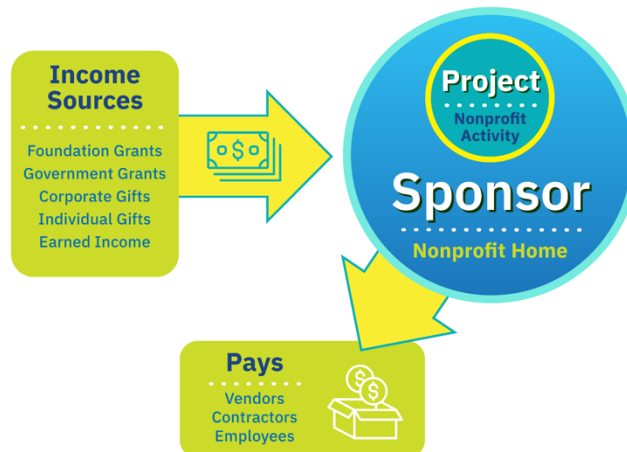 Income
Sources
Foundation Grants
Government Grants
Corporate Gifts
Individual Gifts
Earned Income
$
Project
Nonprofit
Activity
Sponsor
Nonprofit Home
Pays
Vendors
Contractors
Employees
$
$